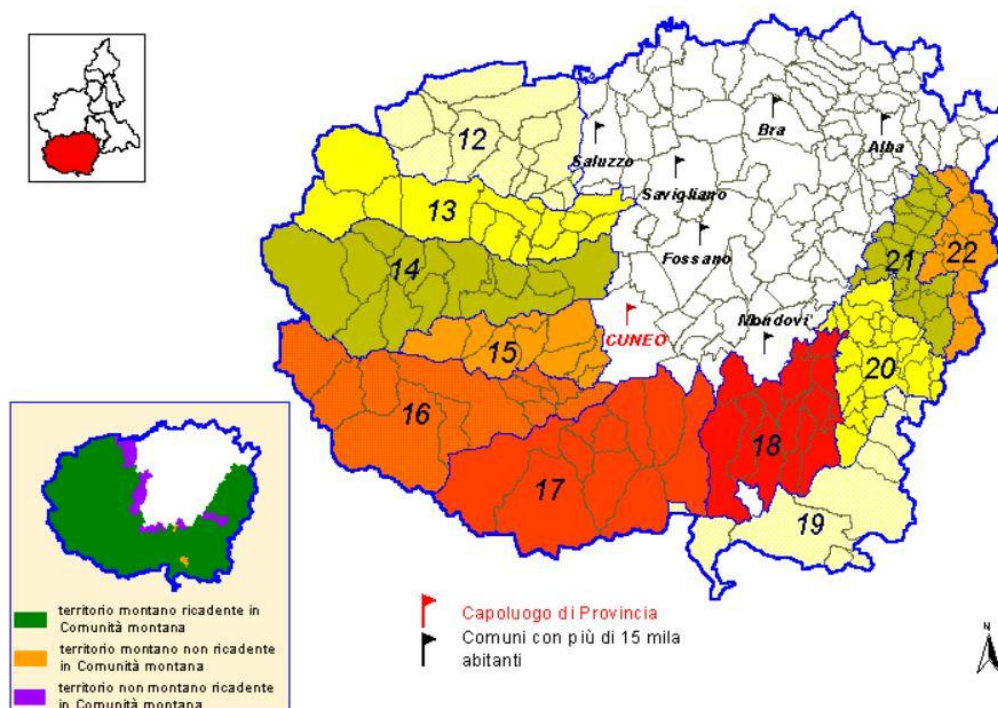 12
Saluzzo
Bra
Alba
Savigliano
13
Fossano
21
22
14
CUNEO
Mondovi'
15
20
16
18
17
19
territorio montano ricadente in
Comunità montana
territorio montano non ricadente
in Comunità montana
territorio non montano ricadente
in Comunità montana
Capoluogo di Provincia
Comuni con più di 15 mila
abitanti
N